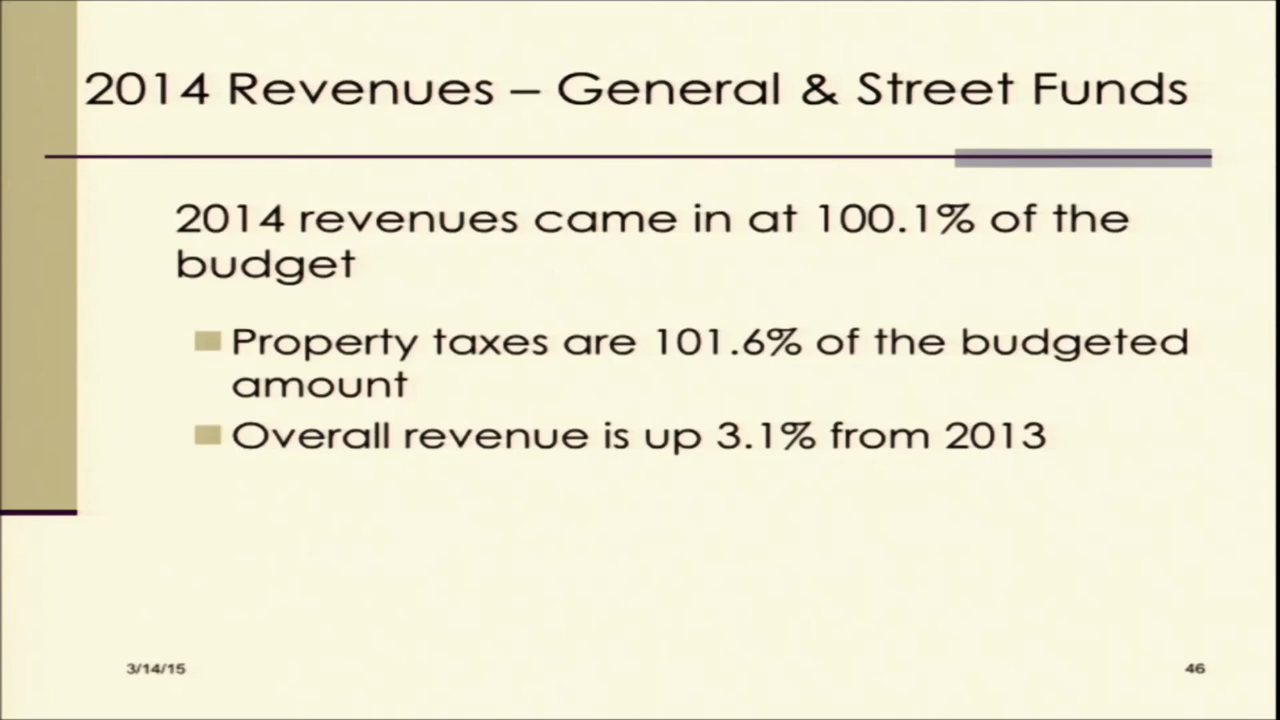 2014 Revenues – General & Street Funds
2014 revenues came in at 100.1% of the
budget
Property taxes are 101.6% of the budgeted
amount
Overall revenue is up 3.1% from 2013
3/14/15
46